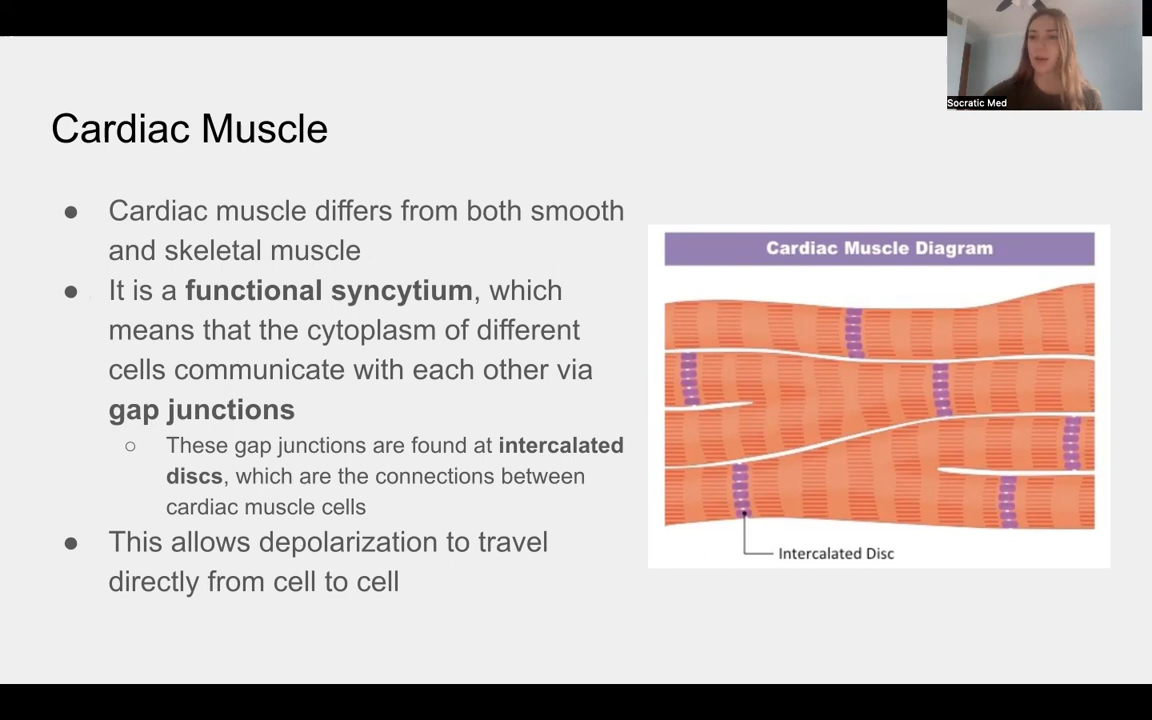 Socratic Med
Cardiac Muscle
● Cardiac muscle differs from both smooth
and skeletal muscle
● It is a functional syncytium, which
means that the cytoplasm of different
cells communicate with each other via
gap junctions
○ These gap junctions are found at intercalated
discs, which are the connections between
cardiac muscle cells
● This allows depolarization to travel
directly from cell to cell
Cardiac Muscle Diagram
Intercalated Disc